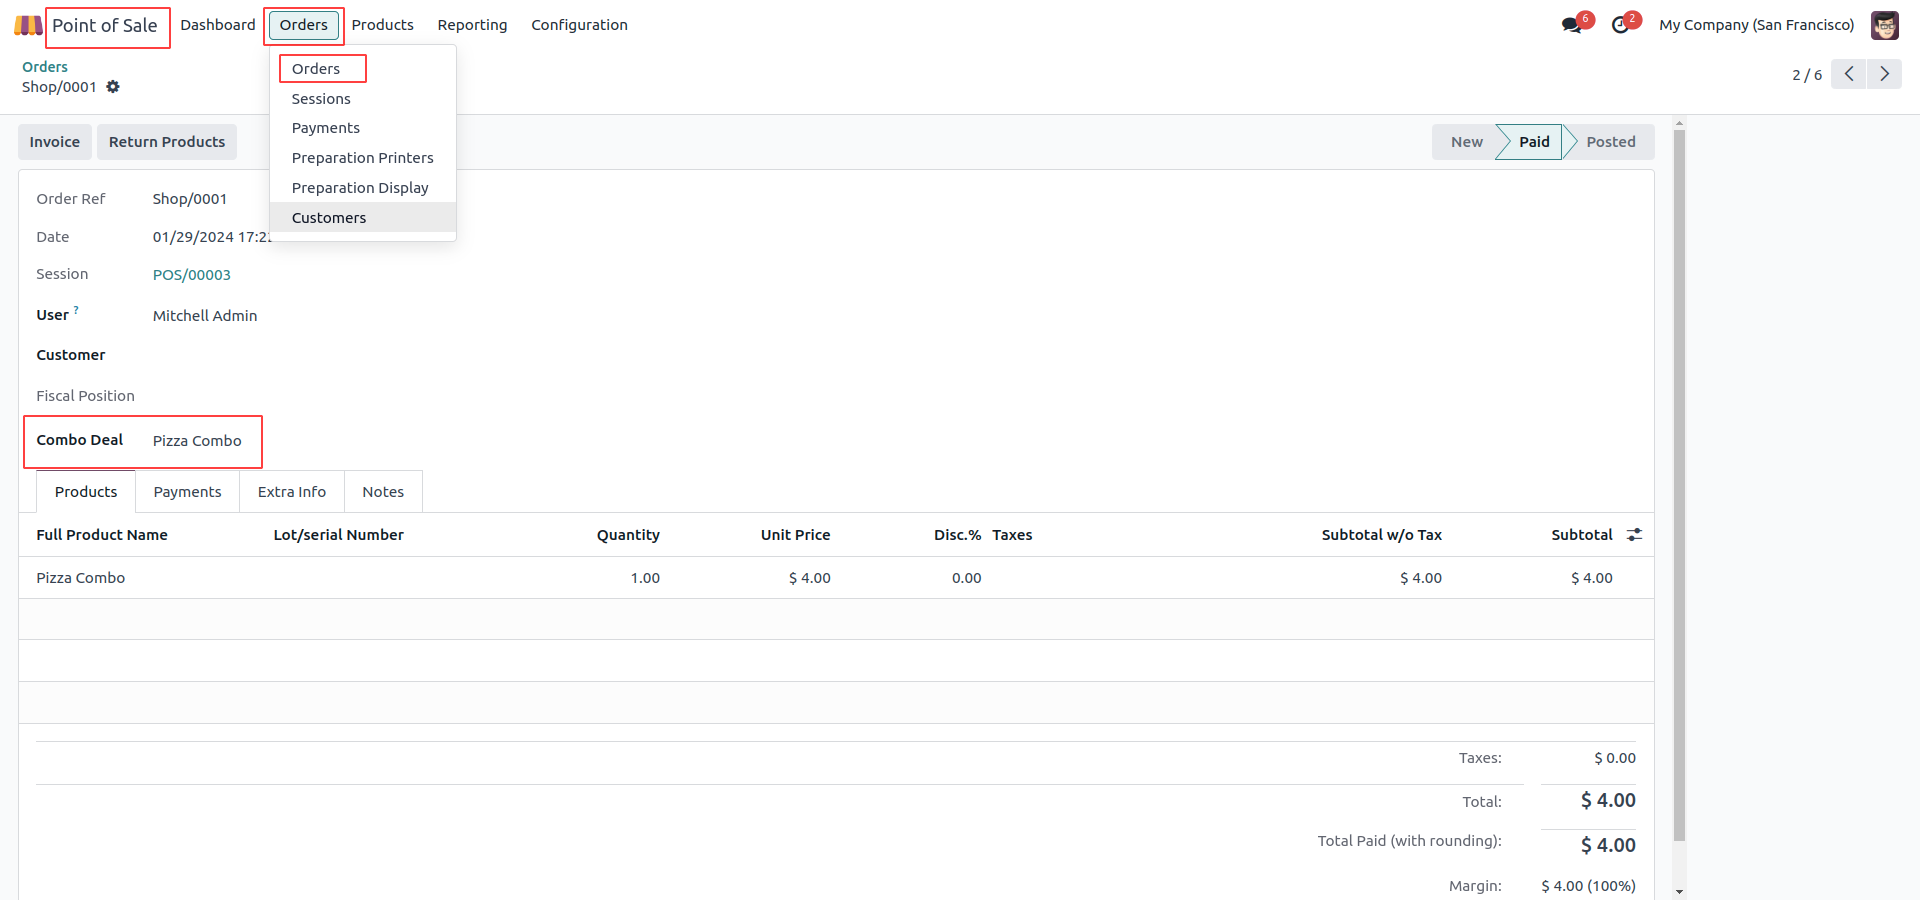 Point of Sale Dashboard Orders Products Reporting Configuration 6 2 My Company (San Francisco)
Orders
Shop/0001
2 / 6
Orders
Sessions
Payments
Preparation Printers
Preparation Display
Customers
Invoice Return Products
New Paid Posted
Order Ref Shop/0001
Date 01/29/2024 17:2
Session POS/00003
User ? Mitchell Admin
Customer
Fiscal Position
Combo Deal Pizza Combo
Products Payments Extra Info Notes
Full Product Name Lot/serial Number Quantity Unit Price Disc.% Taxes Subtotal w/o Tax Subtotal
Pizza Combo 1.00 $ 4.00 0.00 $ 4.00 $ 4.00
Taxes: $ 0.00
Total: $ 4.00
Total Paid (with rounding): $ 4.00
Margin: $ 4.00 (100%)